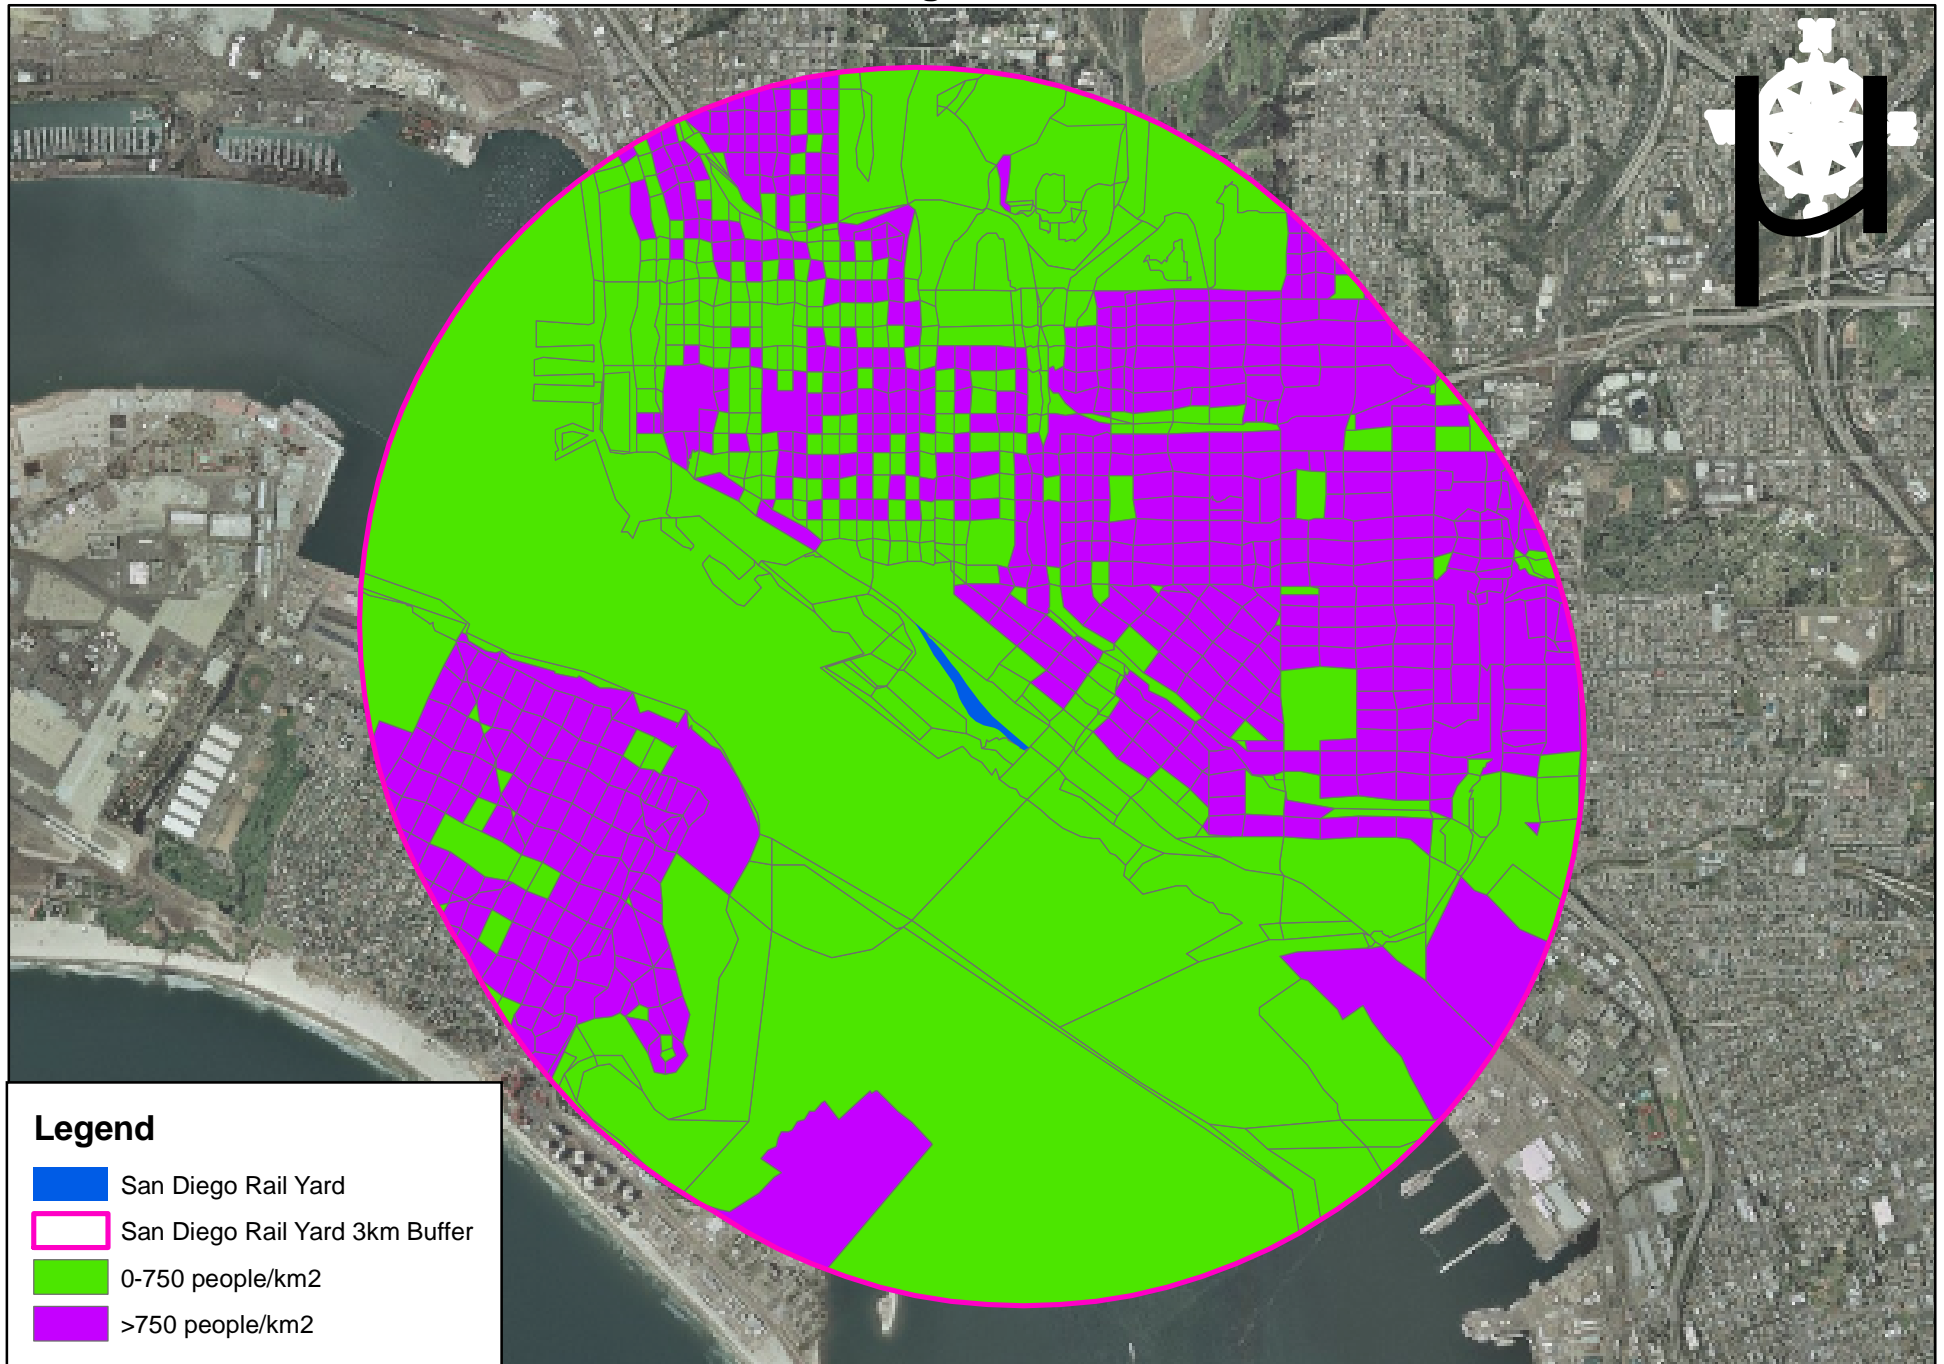 Legend
San Diego Rail Yard
San Diego Rail Yard 3km Buffer
0-750 people/km2
>750 people/km2